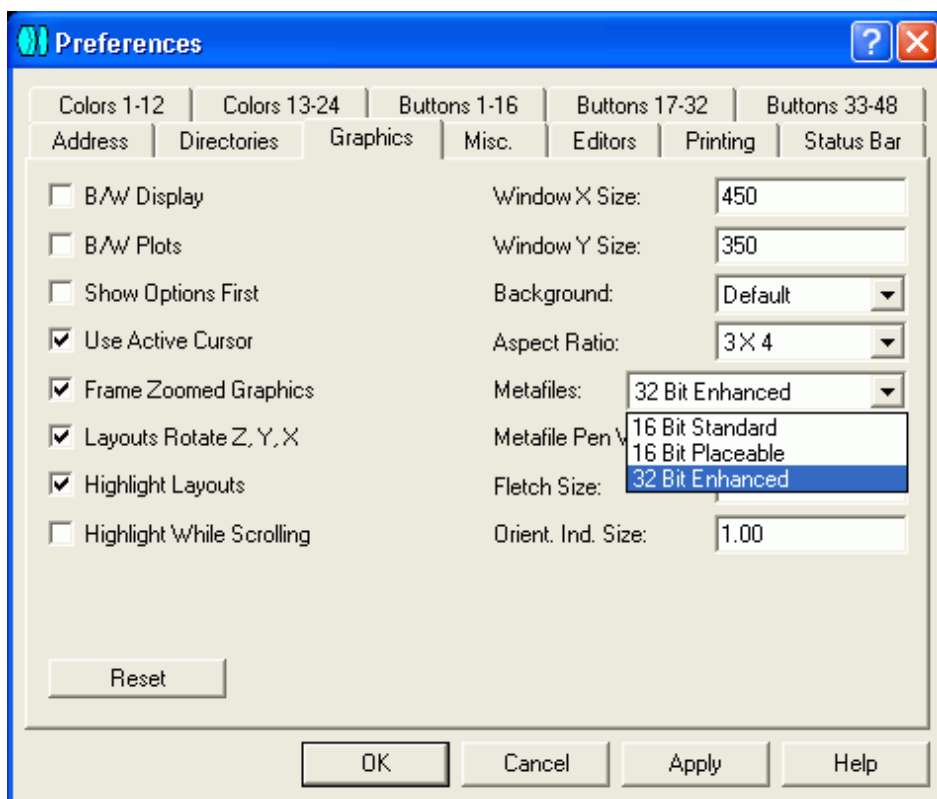 Preferences
Colors 1-12 Colors 13-24 Buttons 1-16 Buttons 17-32 Buttons 33-48
Address Directories Graphics Misc. Editors Printing Status Bar
B/W Display Window X Size: 450
B/W Plots Window Y Size: 350
Show Options First Background: Default
Use Active Cursor Aspect Ratio: 3 X 4
Frame Zoomed Graphics Metafiles: 32 Bit Enhanced
16 Bit Standard
Layouts Rotate Z, Y, X Metafile Pen
16 Bit Placeable
32 Bit Enhanced
Highlight Layouts Fletch Size:
Highlight While Scrolling Orient. Ind. Size: 1.00
Reset
OK Cancel Apply Help